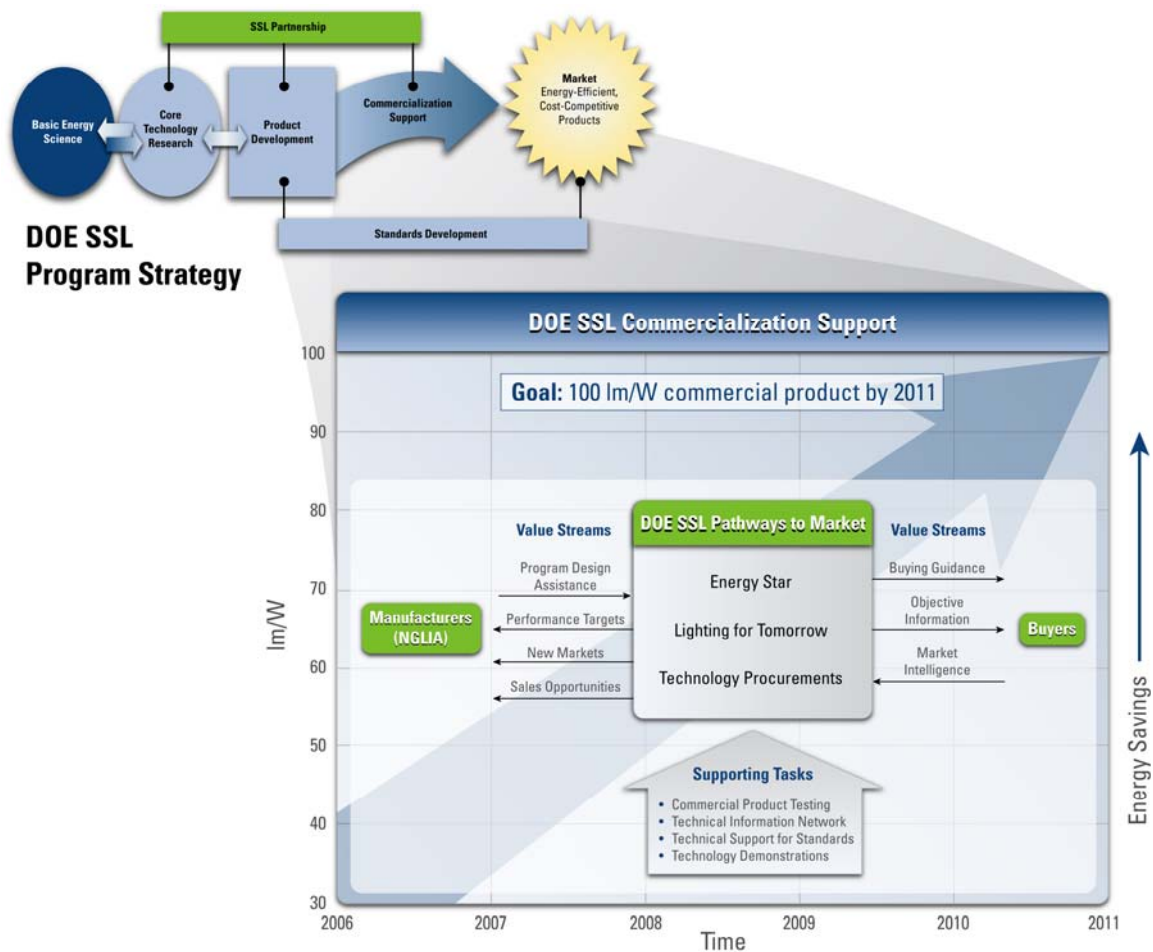 SSL Partnership
Basic Energy
Science
Core
Technology
Research
Product
Development
Commercialization
Support
Market
Energy-Efficient,
Cost-Competitive
Products
Standards Development
DOE SSL
Program Strategy
DOE SSL Commercialization Support
Goal: 100 lm/W commercial product by 2011
100
90
80
70
60
50
40
30
lm/W
Value Streams
Program Design
Assistance
Performance Targets
New Markets
Sales Opportunities
Manufacturers
(NGLIA)
DOE SSL Pathways to Market
Energy Star
Lighting for Tomorrow
Technology Procurements
Value Streams
Buying Guidance
Objective
Information
Market
Intelligence
Buyers
Supporting Tasks
• Commercial Product Testing
• Technical Information Network
• Technical Support for Standards
• Technology Demonstrations
2006
2007
2008
2009
2010
2011
Time
Energy Savings